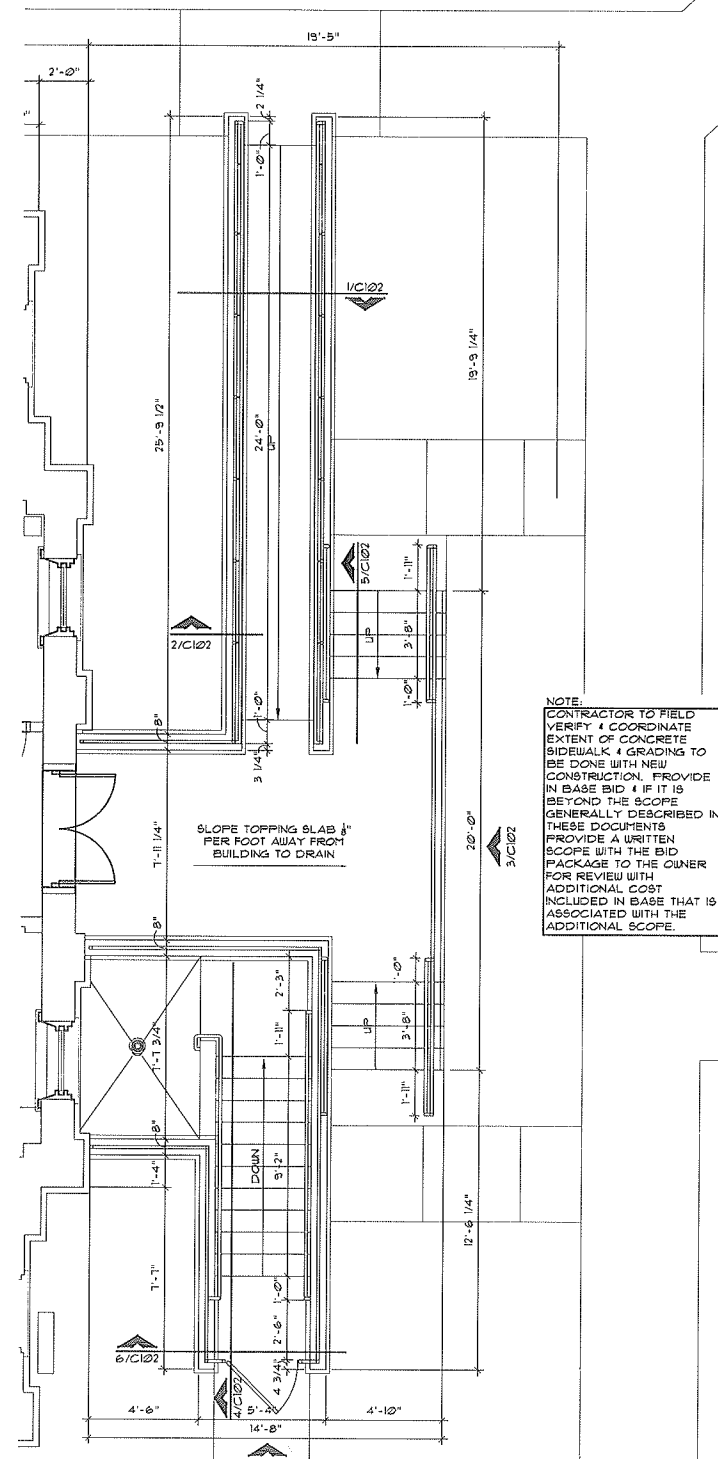 19'-5"
2'-0"
2 1/4"
1'-0"
1/C102
19'-9 1/4"
25'-9 1/2"
24'-0"
UP
5/C102
1'-11"
2/C102
UP
3'-8"
1'-0"
1'-0"
8"
3 1/4"
NOTE:
CONTRACTOR TO FIELD
VERIFY & COORDINATE
EXTENT OF CONCRETE
SIDEWALK & GRADING TO
BE DONE WITH NEW
CONSTRUCTION. PROVIDE
IN BASE BID & IF IT IS
BEYOND THE SCOPE
GENERALLY DESCRIBED IN
THESE DOCUMENTS
PROVIDE A WRITTEN
SCOPE WITH THE BID
PACKAGE TO THE OWNER
FOR REVIEW WITH
ADDITIONAL COST
INCLUDED IN BASE THAT IS
ASSOCIATED WITH THE
ADDITIONAL SCOPE.
7'-11 1/4"
SLOPE TOPPING SLAB 1/8"
PER FOOT AWAY FROM
BUILDING TO DRAIN
20'-0"
3/C102
8"
1'-0"
2'-3"
UP
3'-8"
1'-11"
7 3/4"
1'-11"
8"
1'-4"
DOWN
9'-2"
12'-6 1/4"
7'-7"
1'-0"
2'-6"
6/C102
4 3/4"
4/C102
4'-6"
5'-4"
4'-10"
14'-8"